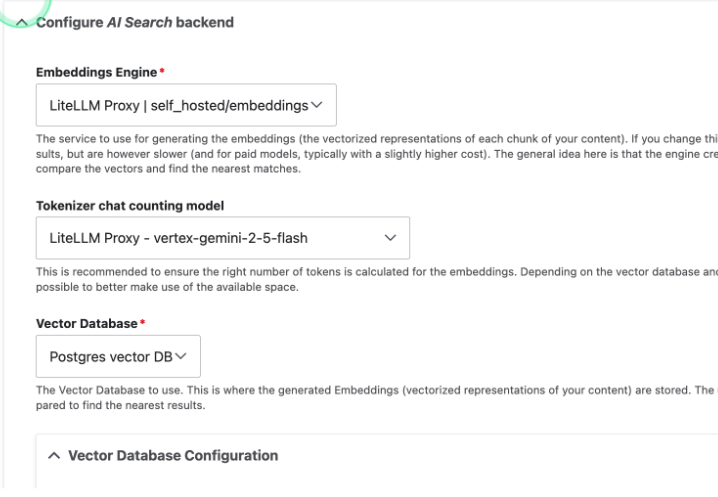 Configure AI Search backend
Embeddings Engine*
LiteLLM Proxy | self_hosted/embeddings
The service to use for generating the embeddings (the vectorized representations of each chunk of your content). If you change thi
sults, but are however slower (and for paid models, typically with a slightly higher cost). The general idea here is that the engine cre
compare the vectors and find the nearest matches.
Tokenizer chat counting model
LiteLLM Proxy - vertex-gemini-2-5-flash
This is recommended to ensure the right number of tokens is calculated for the embeddings. Depending on the vector database and
possible to better make use of the available space.
Vector Database*
Postgres vector DB
The Vector Database to use. This is where the generated Embeddings (vectorized representations of your content) are stored. The
pared to find the nearest results.
Vector Database Configuration